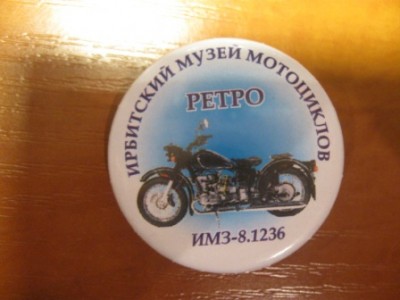 ИРБИТСКИЙ МУЗЕЙ МОТОЦИКЛОВ
РЕТРО
ИМЗ-8.1236